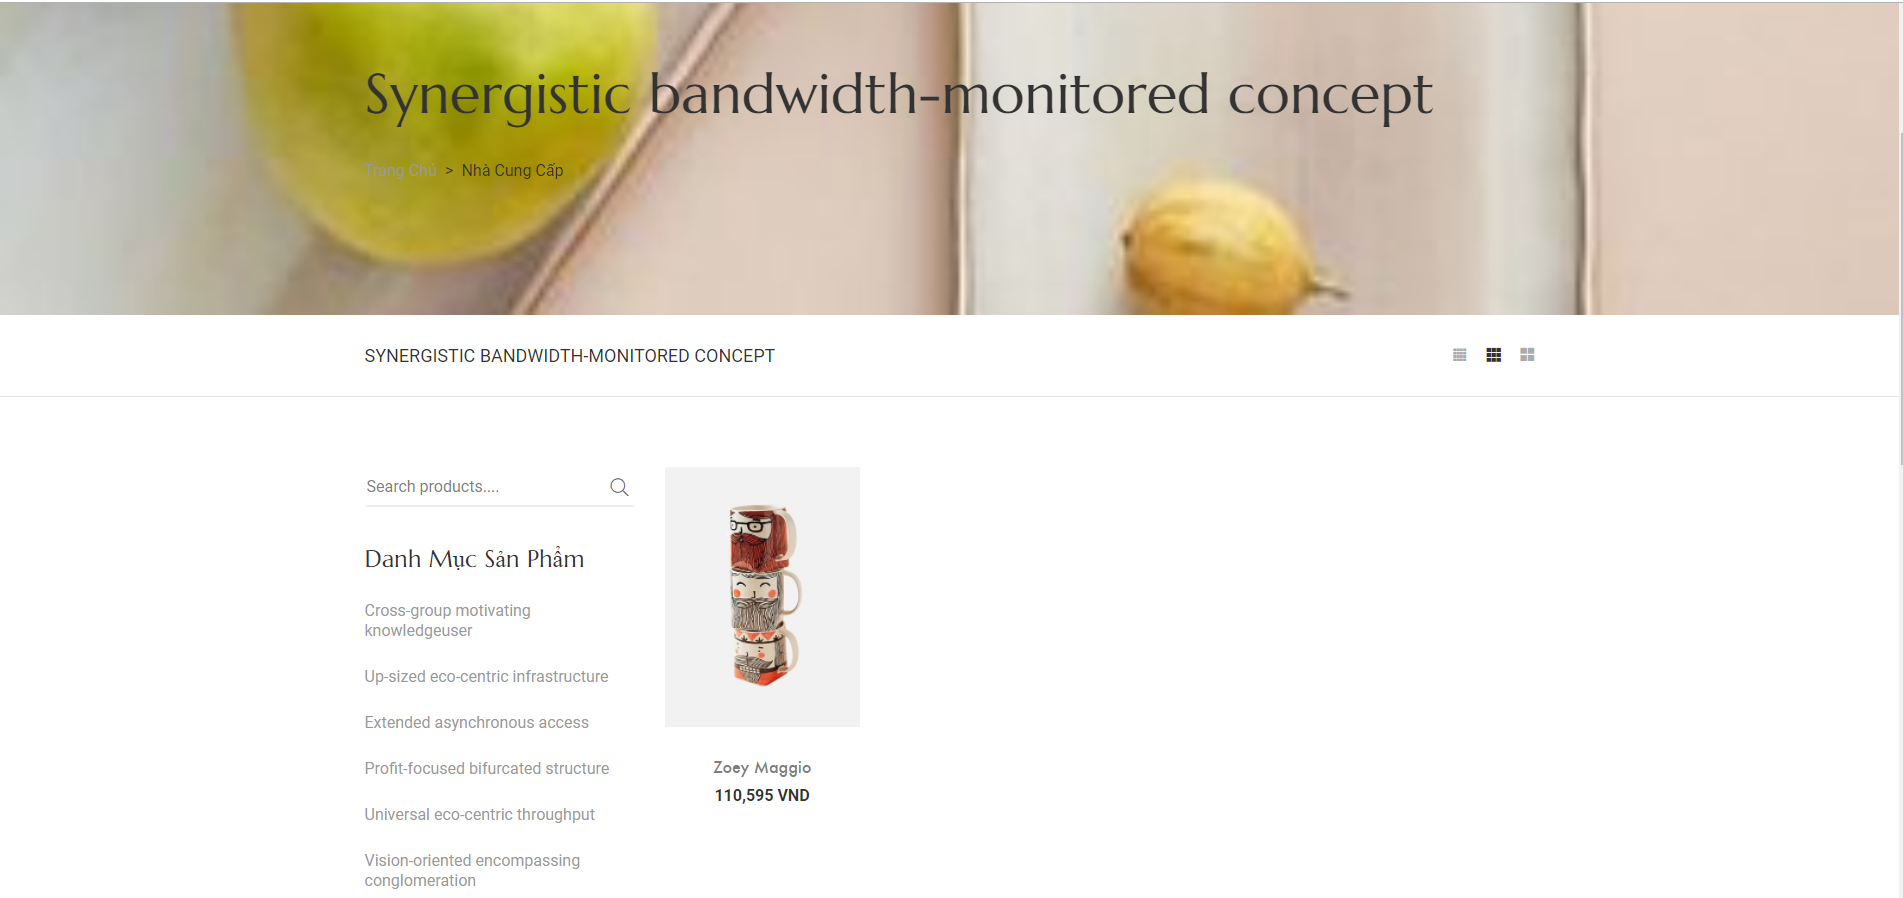 Synergistic bandwidth-monitored concept
Trang Chủ > Nhà Cung Cấp
SYNERGISTIC BANDWIDTH-MONITORED CONCEPT
Search products....
Danh Mục Sản Phẩm
Cross-group motivating
knowledgeuser
Up-sized eco-centric infrastructure
Extended asynchronous access
Profit-focused bifurcated structure
Universal eco-centric throughput
Vision-oriented encompassing
conglomeration
Zoey Maggio
110,595 VND